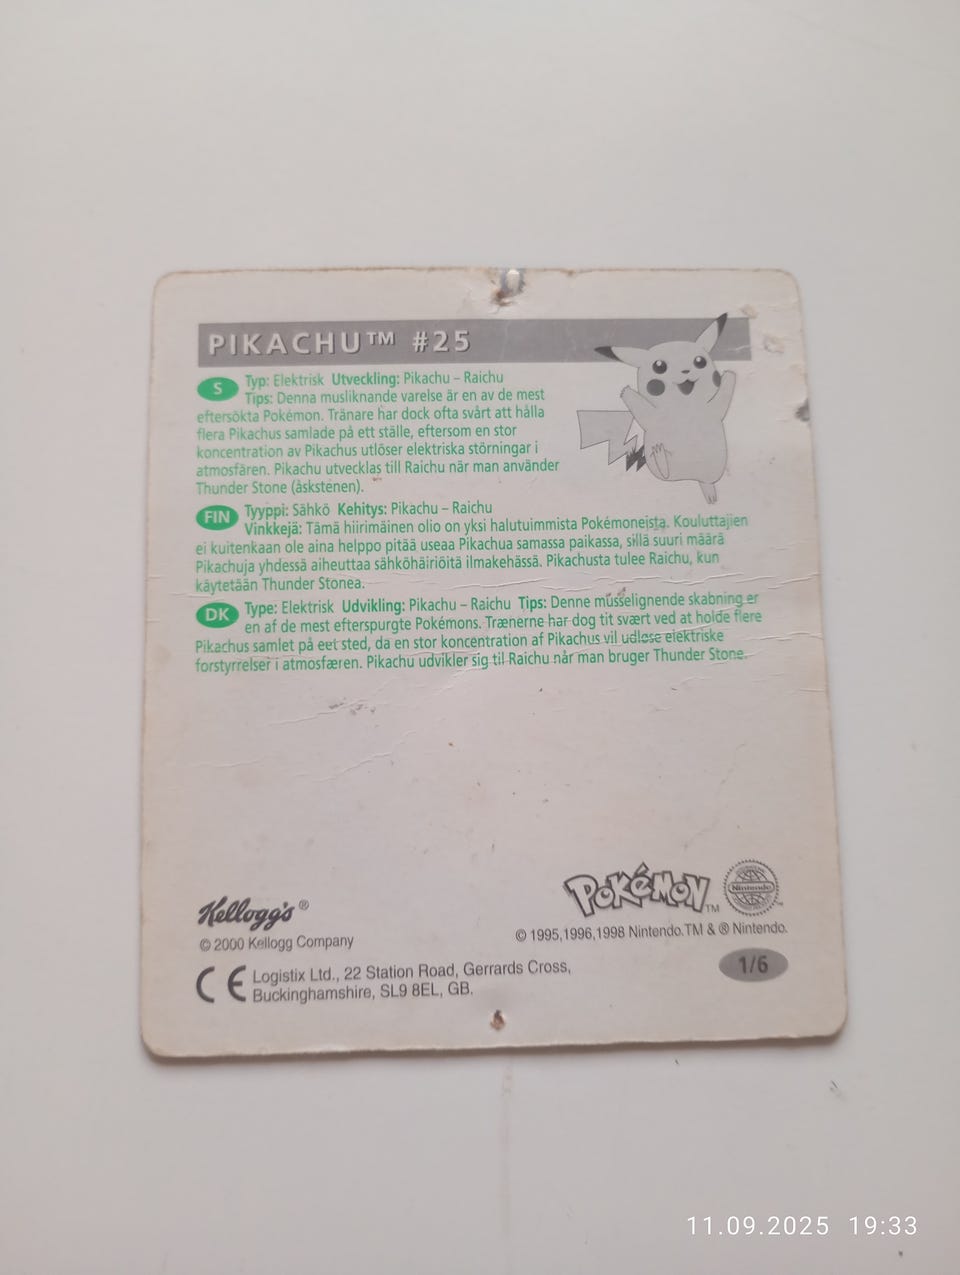 PIKACHU™ #25
S Typ: Elektrisk Utveckling: Pikachu – Raichu
Tips: Denna musliknande varelse är en av de mest
eftersökta Pokémon. Tränare har dock ofta svårt att hålla
flera Pikachus samlade på ett ställe, eftersom en stor
koncentration av Pikachus utlöser elektriska störningar i
atmosfären. Pikachu utvecklas till Raichu när man använder
Thunder Stone (åskstenen).
FIN Tyyppi: Sähkö Kehitys: Pikachu – Raichu
Vinkkejä: Tämä hiirimäinen olio on yksi halutuimmista Pokémoneista. Kouluttajien
ei kuitenkaan ole aina helppo pitää useaa Pikachua samassa paikassa, sillä suuri määrä
Pikachuja yhdessä aiheuttaa sähköhäiriöitä ilmakehässä. Pikachusta tulee Raichu, kun
käytetään Thunder Stonea.
DK Type: Elektrisk Udvikling: Pikachu – Raichu Tips: Denne musselignende skabning er
en af de mest efterspurgte Pokémons. Trænerne har dog tit svært ved at holde flere
Pikachus samlet på eet sted, da en stor koncentration af Pikachus vil udløse elektriske
forstyrrelser i atmosfæren. Pikachu udvikler sig til Raichu når man bruger Thunder Stone.
Kellogg's®
© 2000 Kellogg Company
POKéMON™
Nintendo
© 1995,1996,1998 Nintendo.TM & ® Nintendo.
1/6
CE Logistix Ltd., 22 Station Road, Gerrards Cross,
Buckinghamshire, SL9 8EL, GB.
11.09.2025 19:33